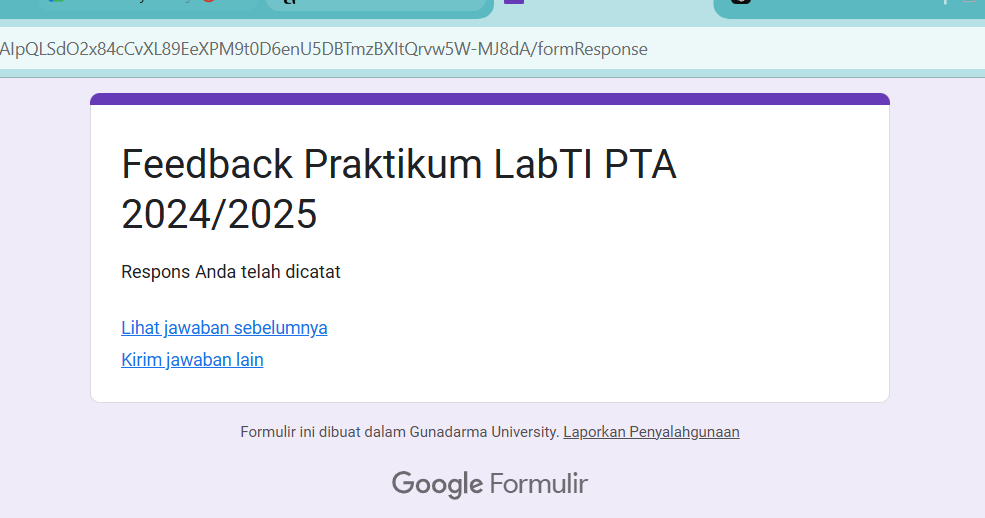 AIpQLSdO2x84cCvXL89EeXPM9t0D6enU5DBTmzBXItQrvw5W-MJ8dA/formResponse
Feedback Praktikum LabTI PTA
2024/2025
Respons Anda telah dicatat
Lihat jawaban sebelumnya
Kirim jawaban lain
Formulir ini dibuat dalam Gunadarma University. Laporkan Penyalahgunaan
Google Formulir